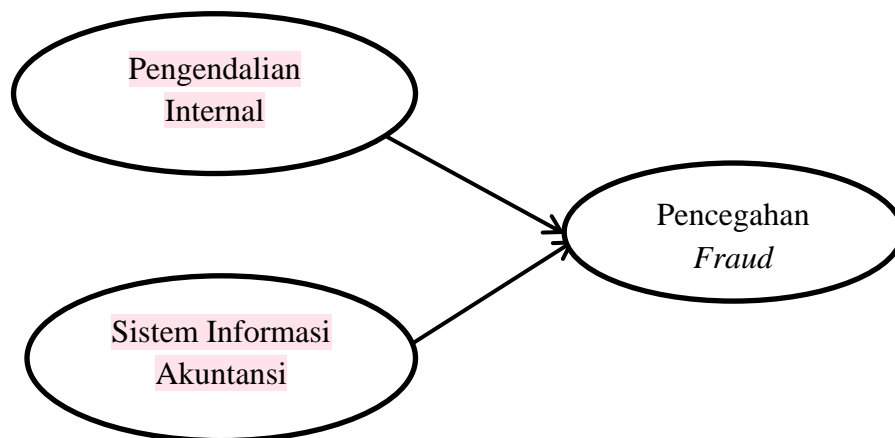 Pengendalian
Internal
Pencegahan
Fraud
Sistem Informasi
Akuntansi